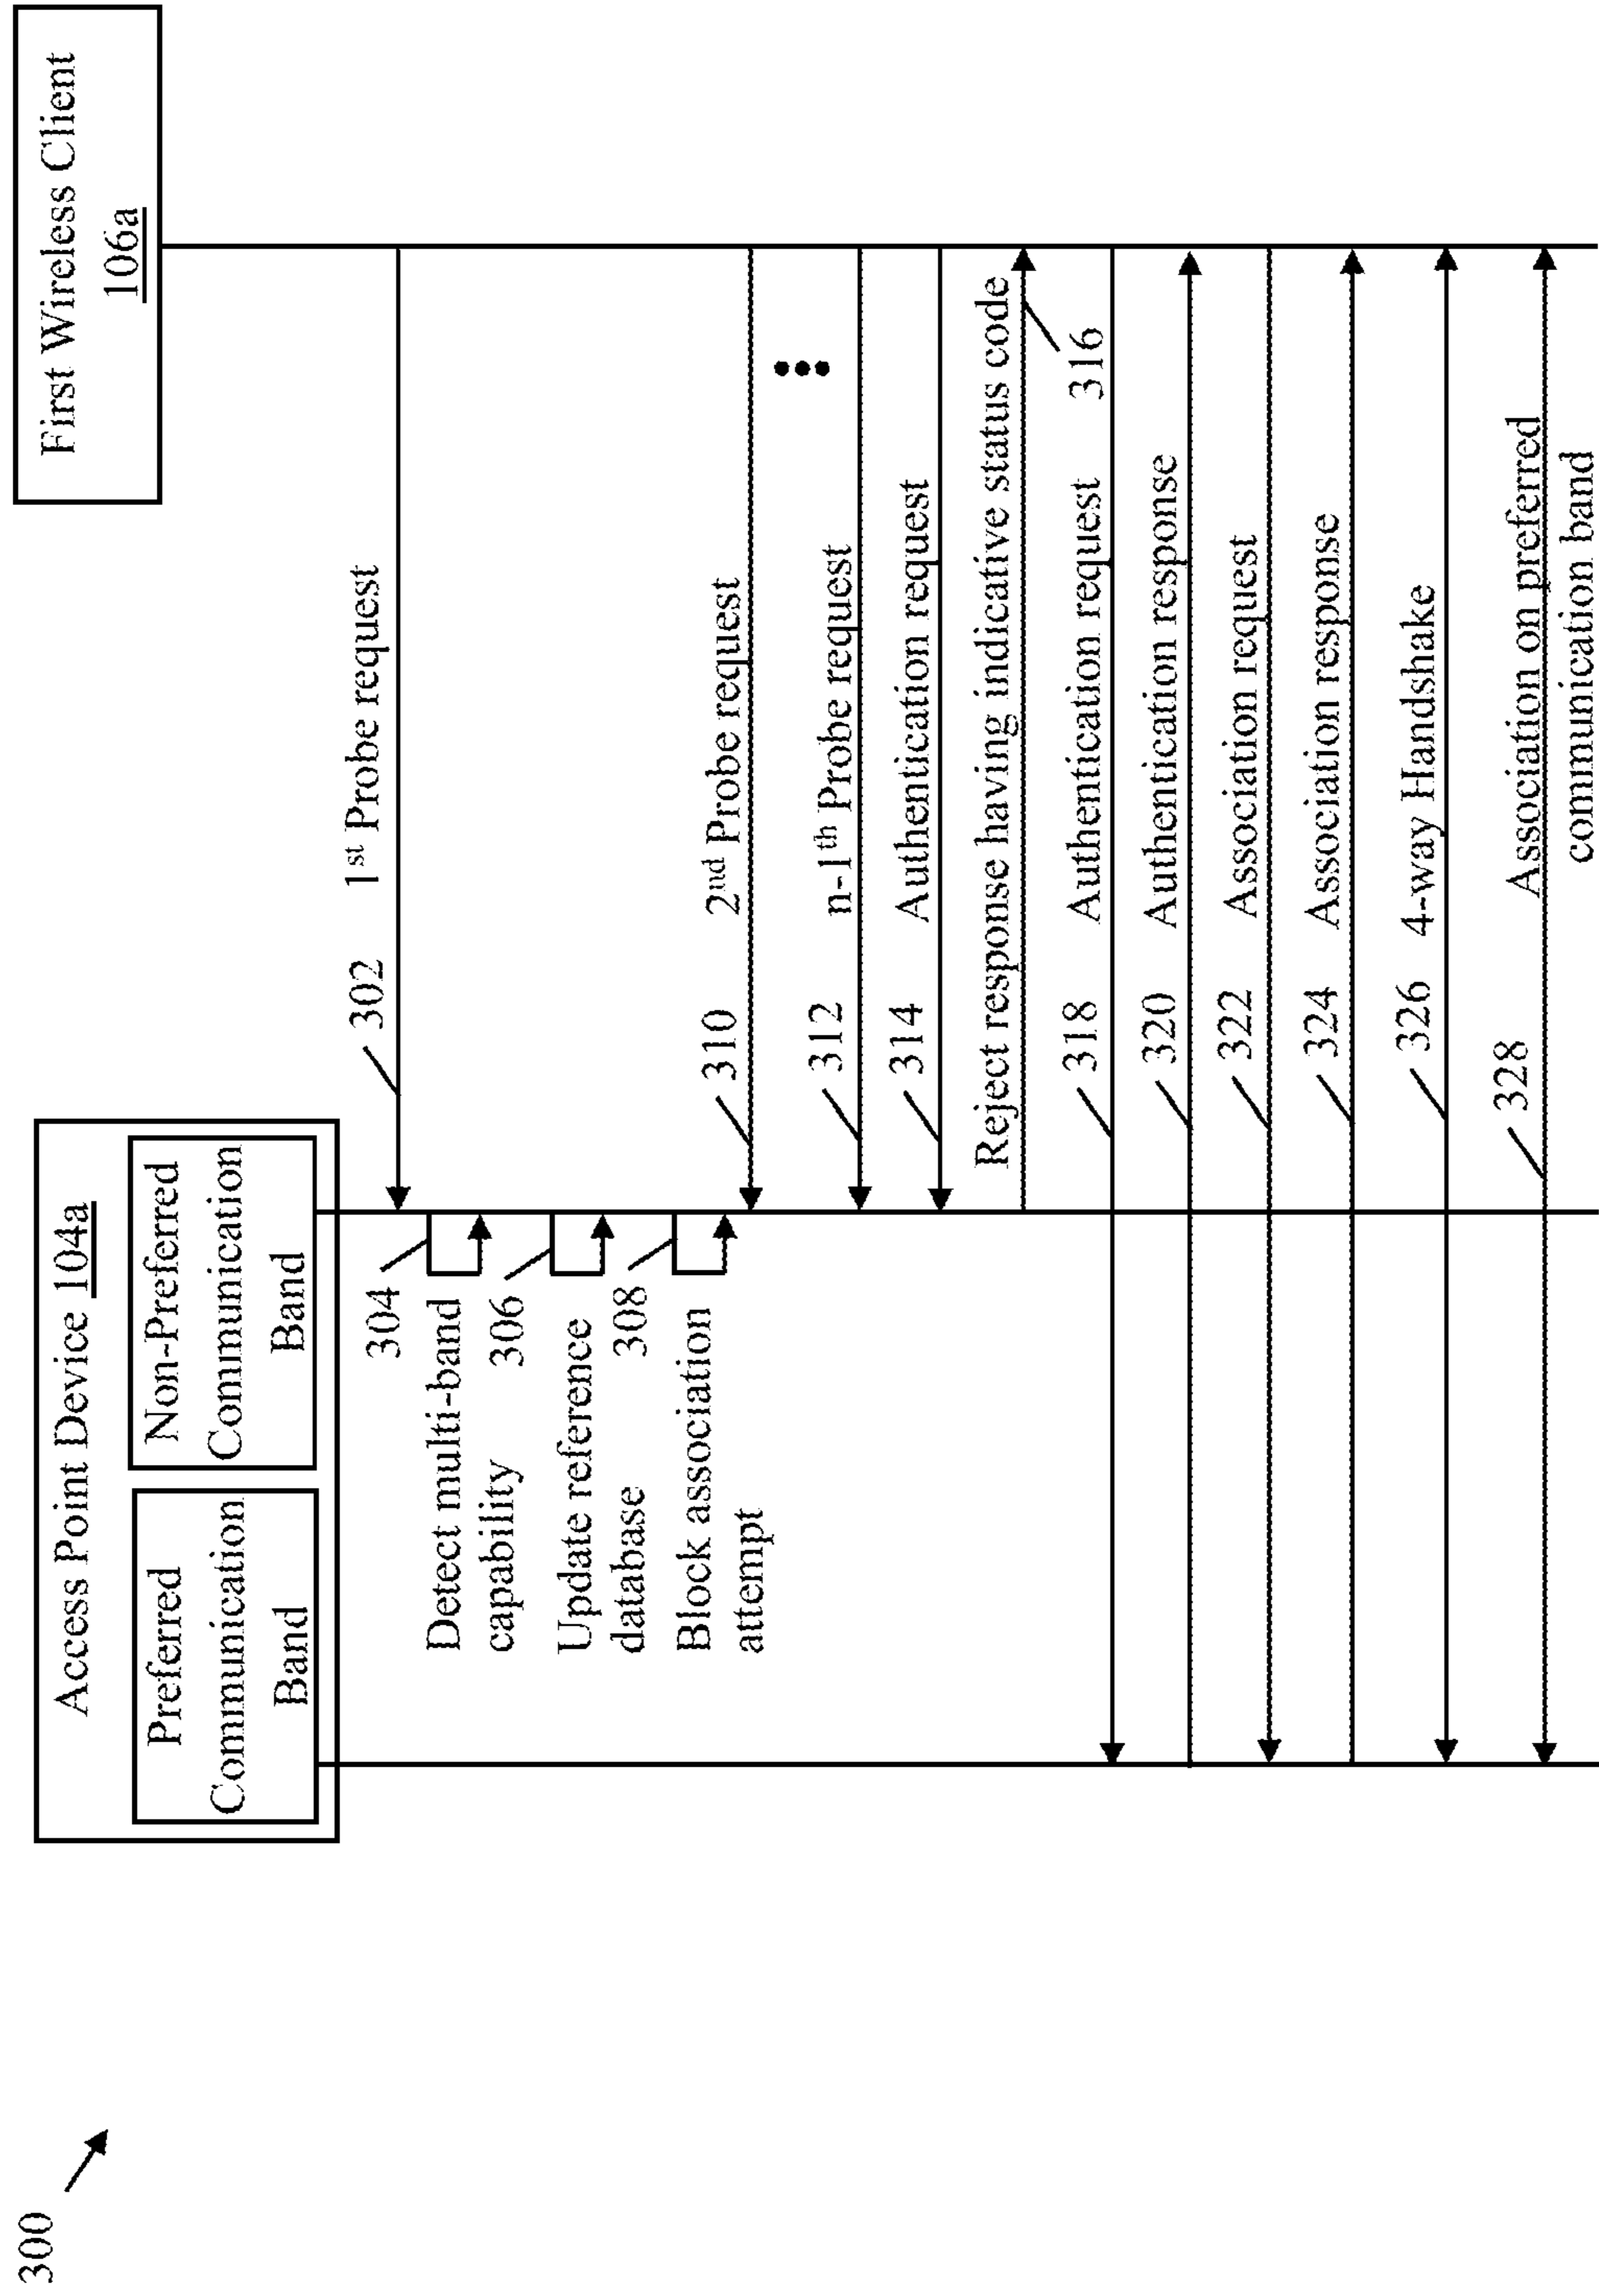 300
Access Point Device 104a
Preferred
Communication
Band
Non-Preferred
Communication
Band
First Wireless Client
106a
302
1st Probe request
304
Detect multi-band
capability
306
Update reference
database
308
Block association
attempt
310
2nd Probe request
312
n-1th Probe request
314
Authentication request
Reject response having indicative status code
316
318
Authentication request
320
Authentication response
322
Association request
324
Association response
326
4-way Handshake
328
Association on preferred
communication band